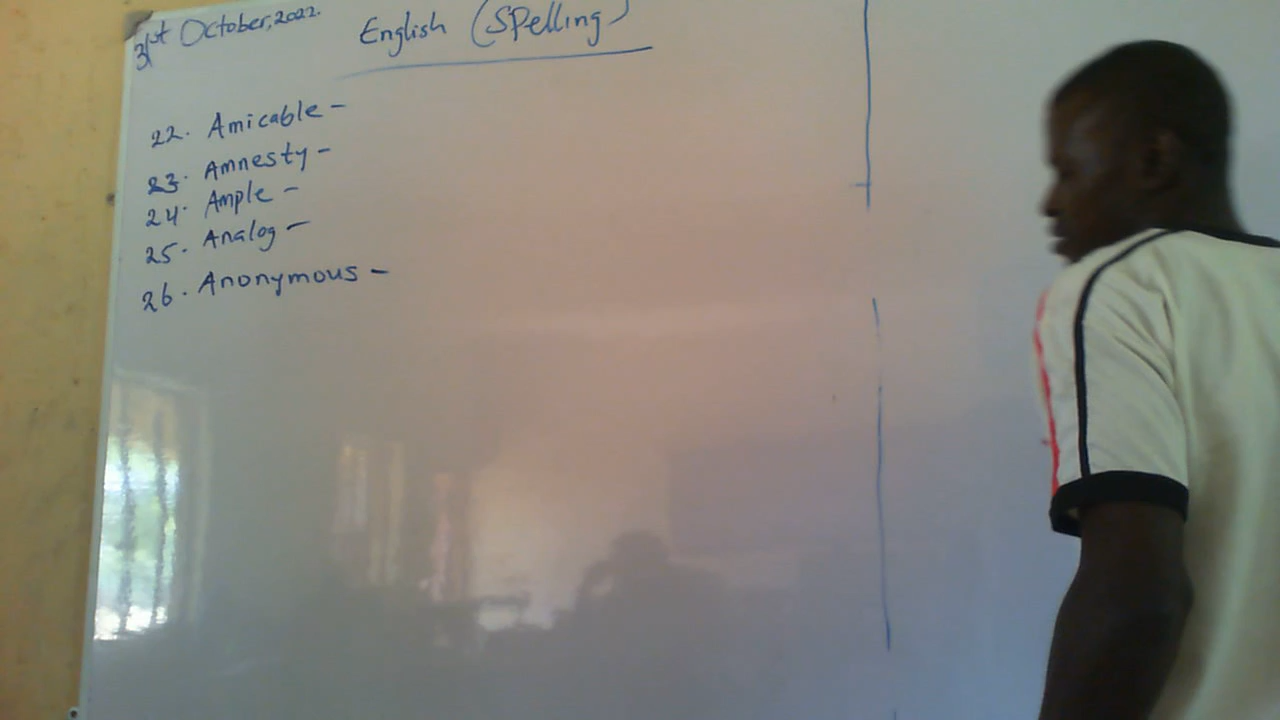 31st October, 2022.
English (Spelling)
22. Amicable -
23. Amnesty -
24. Ample -
25. Analog -
26. Anonymous -